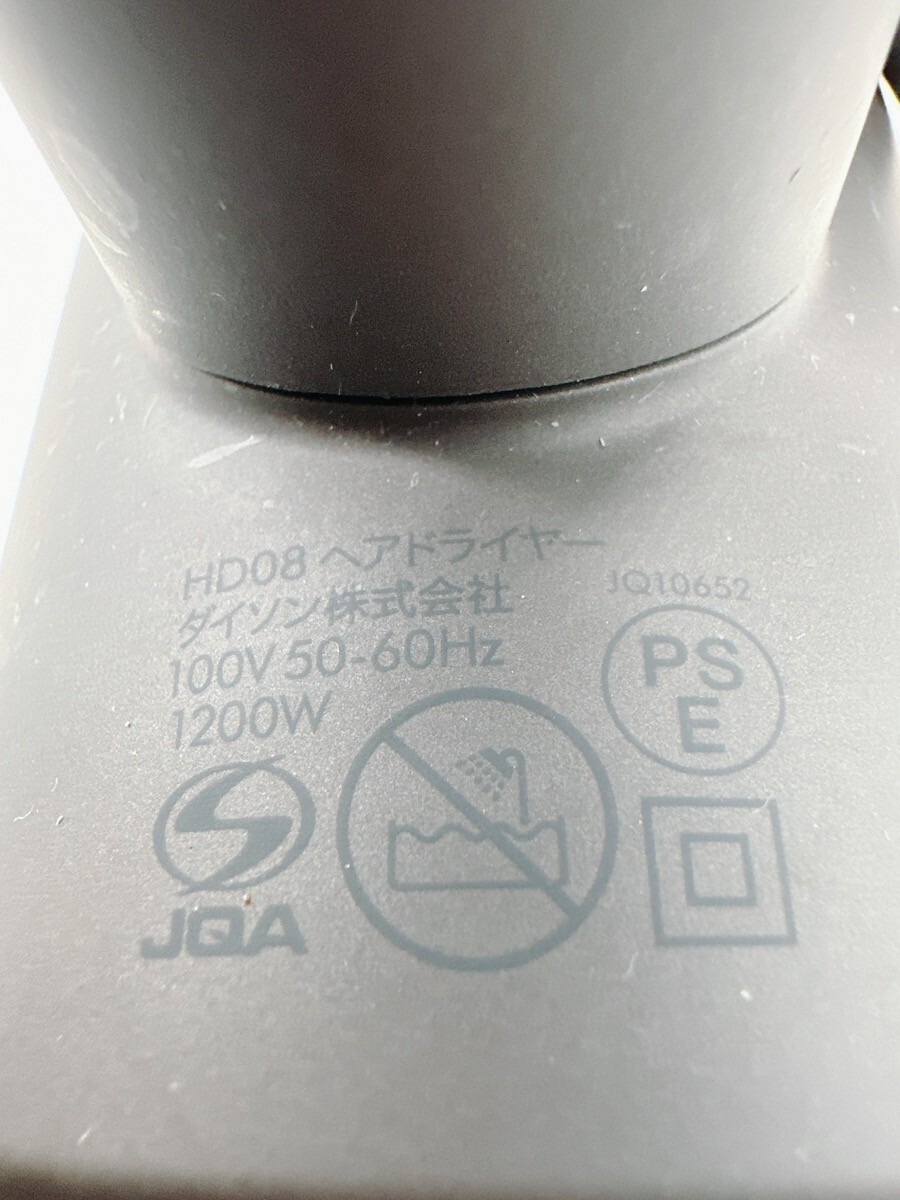 HD08 ヘアドライヤー
ダイソン株式会社
100V 50-60Hz
1200W
JQ10652
PS
E
JQA